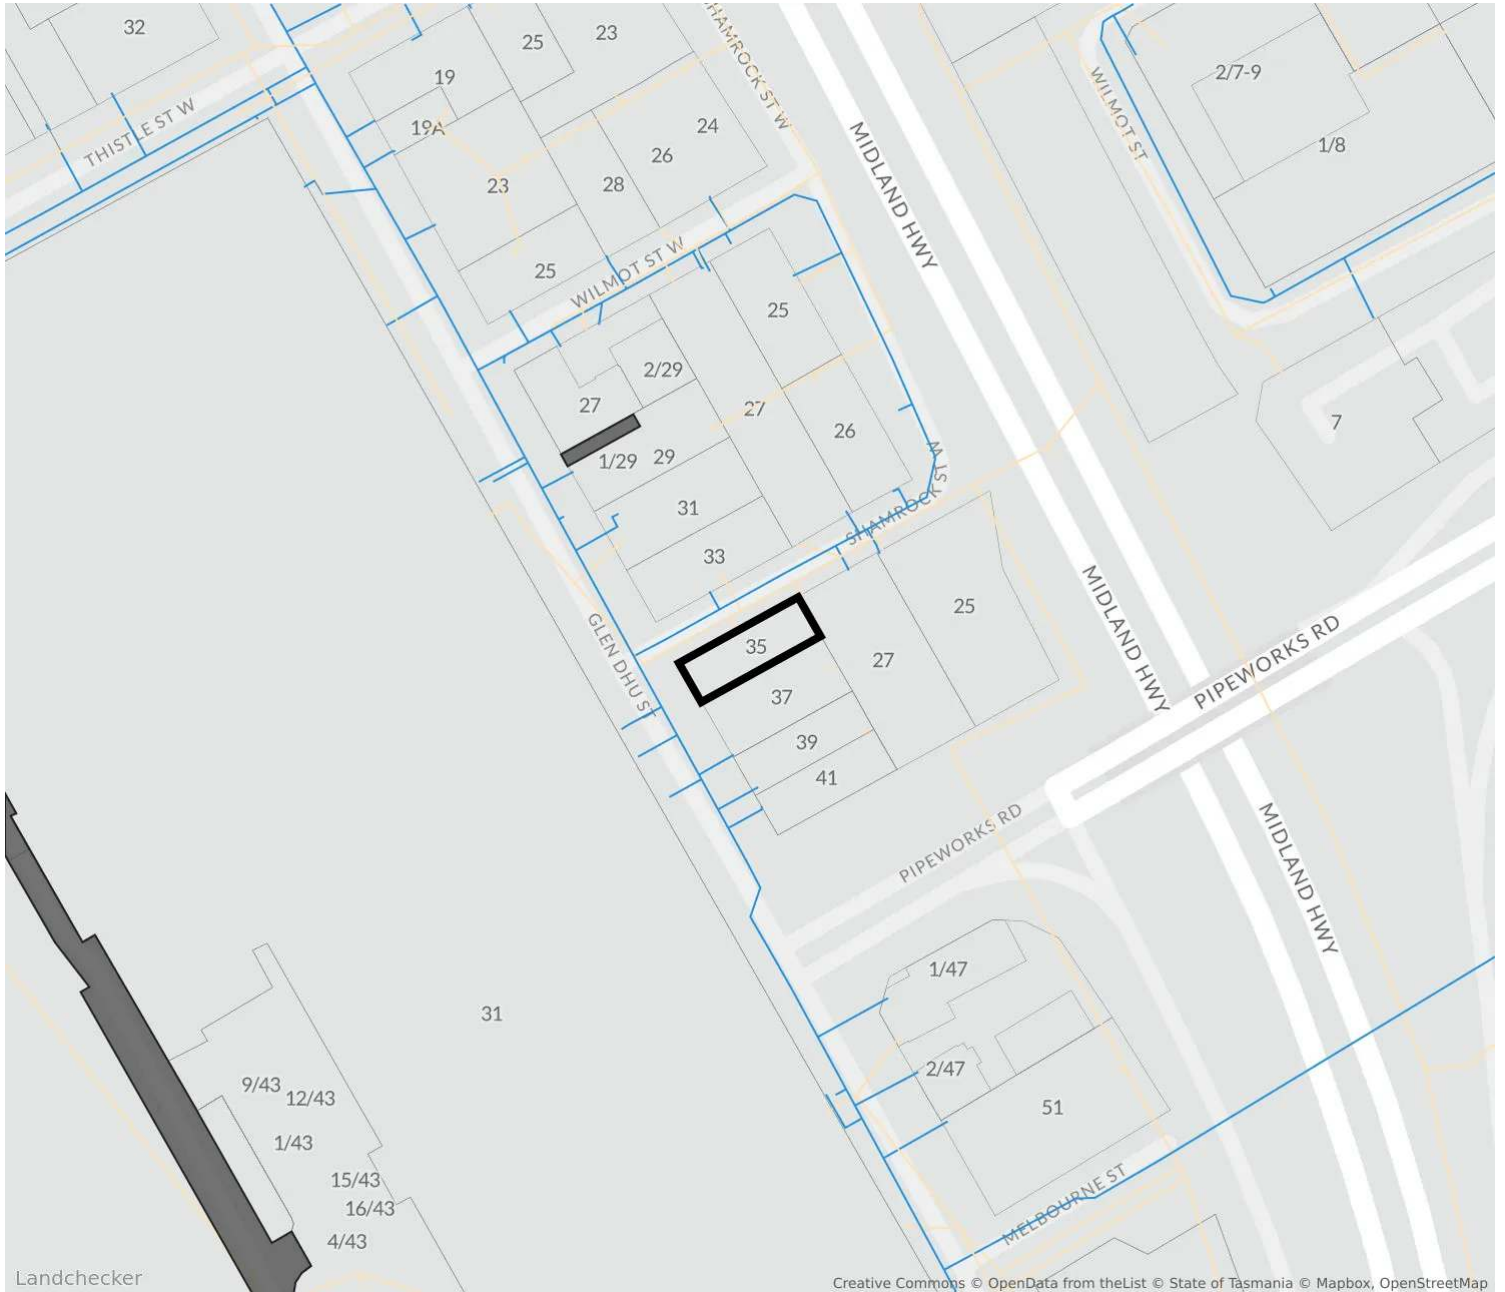 32
25
23
SHAMROCK ST W
19
2/7-9
THISTLE ST W
19A
24
WILMOT ST
1/8
26
MIDLAND HWY
23
28
25
WILMOT ST W
25
2/29
27
27
7
26
1/29
29
SHAMROCK ST W
31
33
25
MIDLAND HWY
GLEN DHU ST
35
27
PIPEWORKS RD
37
39
41
PIPEWORKS RD
MIDLAND HWY
1/47
31
2/47
9/43
12/43
51
1/43
15/43
MELBOURNE ST
16/43
4/43
Landchecker
Creative Commons © OpenData from theList © State of Tasmania © Mapbox, OpenStreetMap